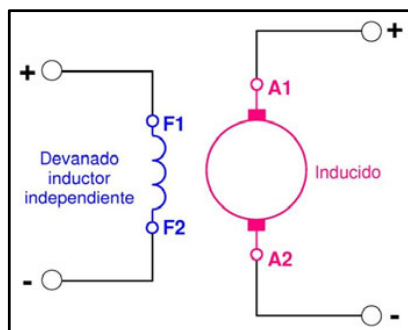 +
+
A1
F1
Devanado
inductor
independiente
Inducido
F2
A2
-
-